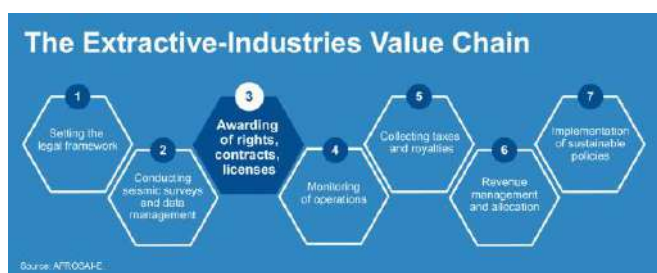 The Extractive-Industries Value Chain
1
Setting the
legal framework
2
Conducting
seismic surveys
and data
management
3
Awarding
of rights,
contracts,
licenses
4
Monitoring
of operations
5
Collecting taxes
and royalties
6
Revenue
management
and allocation
7
Implementation
of sustainable
policies
Source: AFROSAI-E